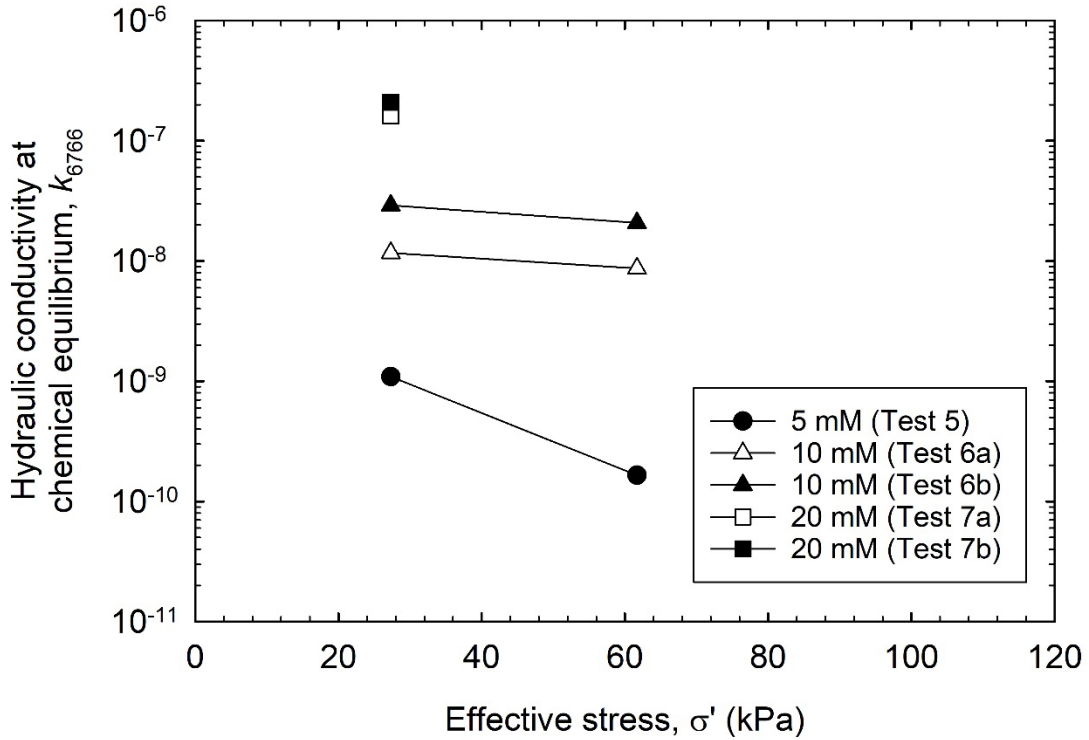 10⁻⁶
10⁻⁷
10⁻⁸
10⁻⁹
10⁻¹⁰
10⁻¹¹
Hydraulic conductivity at
chemical equilibrium, k₆₇₆₆
5 mM (Test 5)
10 mM (Test 6a)
10 mM (Test 6b)
20 mM (Test 7a)
20 mM (Test 7b)
0 20 40 60 80 100 120
Effective stress, σ' (kPa)